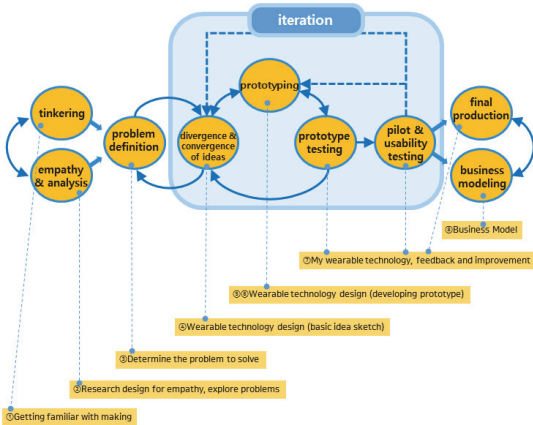 iteration
prototyping
tinkering
final
production
problem
definition
divergence &
convergence
of ideas
prototype
testing
pilot &
usability
testing
empathy
& analysis
business
modeling
⑧Business Model
⑦My wearable technology, feedback and improvement
⑤⑥Wearable technology design (developing prototype)
④Wearable technology design (basic idea sketch)
③Determine the problem to solve
②Research design for empathy, explore problems
①Getting familiar with making